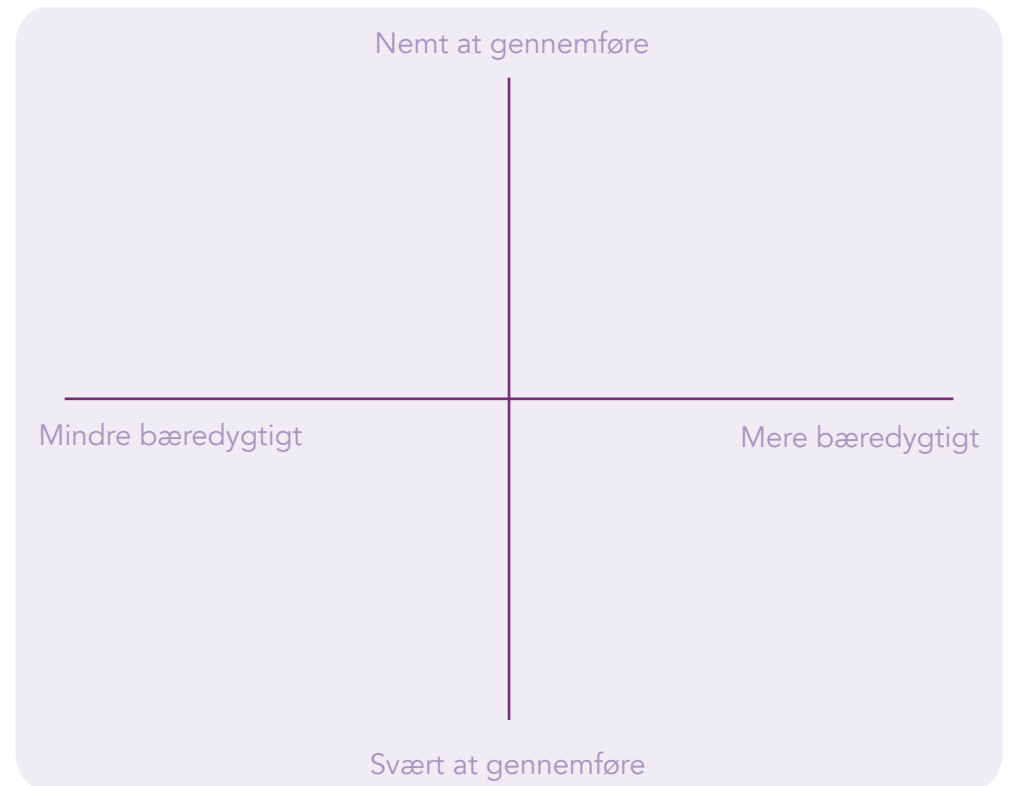 Nemt at gennemføre
Mindre bæredygtigt
Mere bæredygtigt
Svært at gennemføre